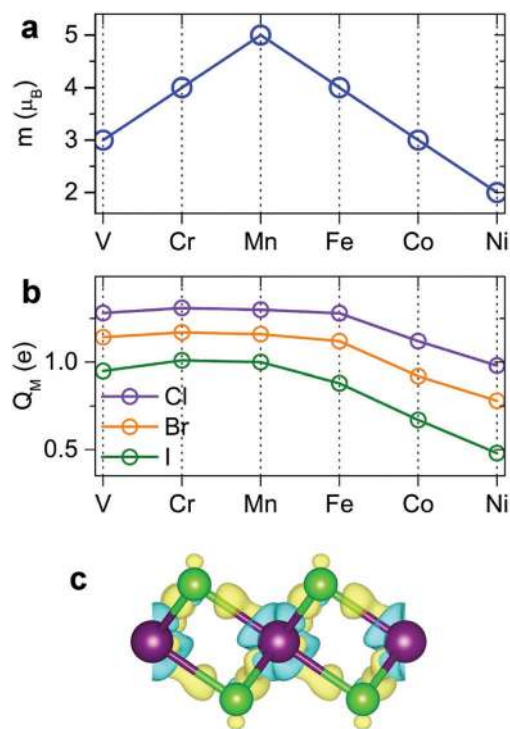 a
5
4
3
2
m (μB)
V Cr Mn Fe Co Ni
b
1.0
0.5
QM (e)
Cl
Br
I
V Cr Mn Fe Co Ni
c